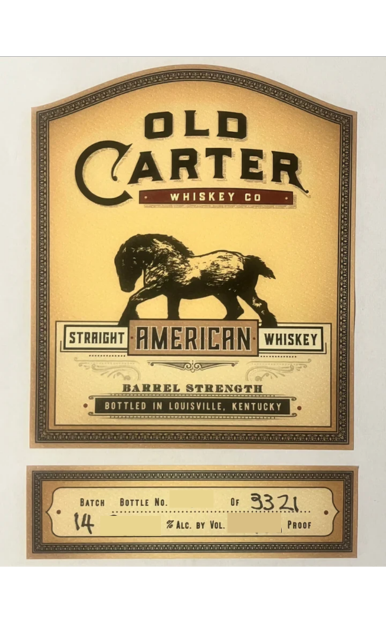 OLD
CARTER
WHISKEY CO
STRAIGHT AMERICAN WHISKEY
BARREL STRENGTH
BOTTLED IN LOUISVILLE, KENTUCKY
BATCH BOTTLE NO. OF 3321
14 % ALC. BY VOL. PROOF